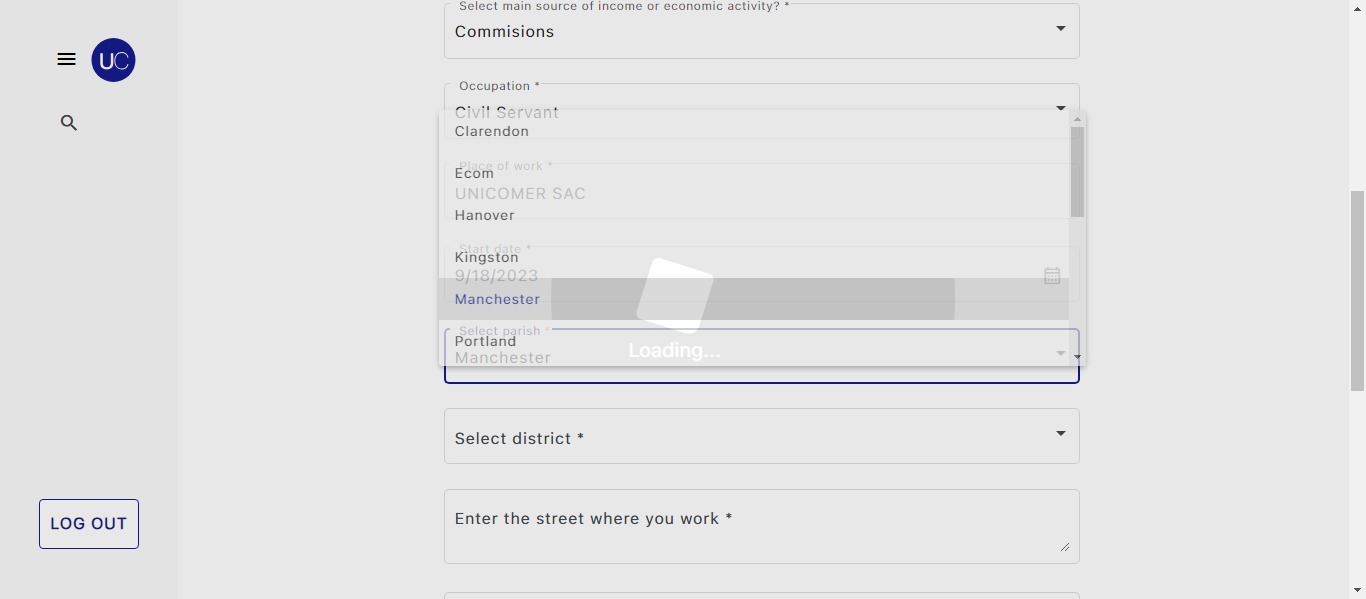 Select main source of income or economic activity? *
Commisions
UC
Occupation *
Civil Servant
Clarendon
Place of work *
Ecom
UNICOMER SAC
Hanover
Start date *
Kingston
9/18/2023
Manchester
Select parish *
Portland
Loading...
Manchester
Select district *
Enter the street where you work *
LOG OUT